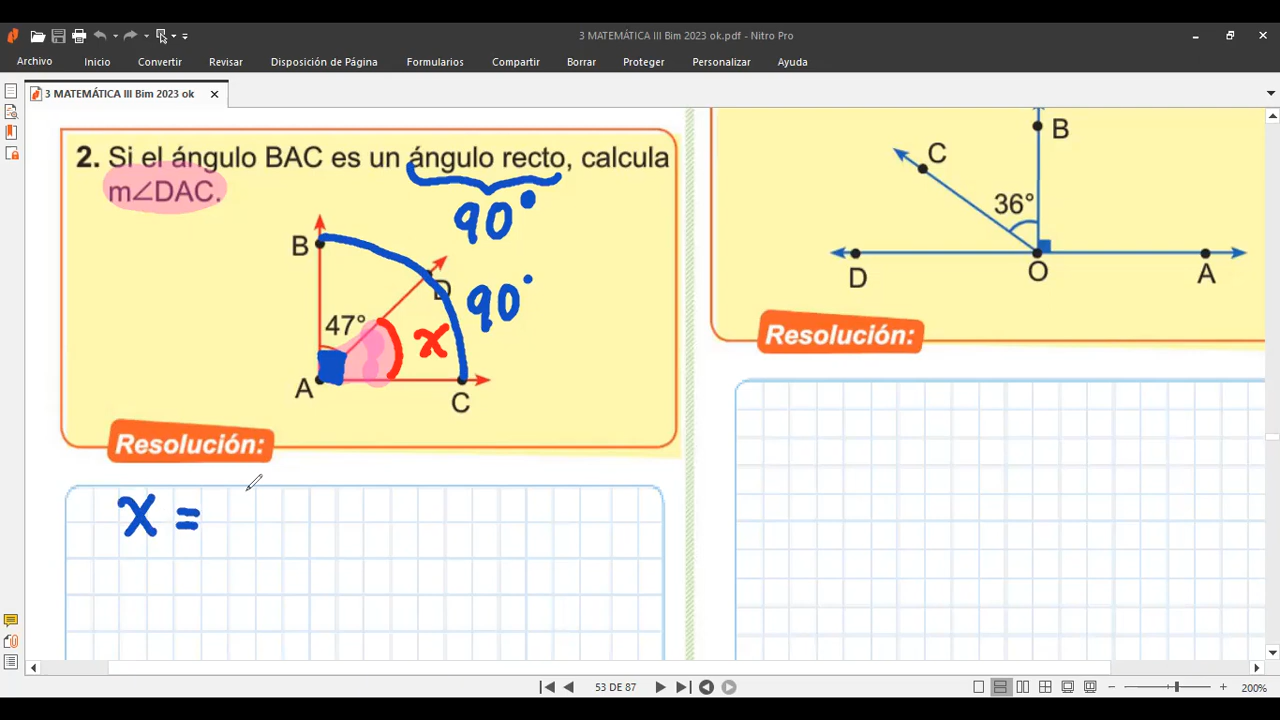 3 MATEMÁTICA III Bim 2023 ok.pdf - Nitro Pro
Archivo Inicio Convertir Revisar Disposición de Página Formularios Compartir Borrar Proteger Personalizar Ayuda
3 MATEMÁTICA III Bim 2023 ok
2. Si el ángulo BAC es un ángulo recto, calcula
m∠DAC.
90°
B
D
90°
47°
x
A
C
Resolución:
x =
B
C
36°
D
O
A
Resolución:
53 DE 87
200%